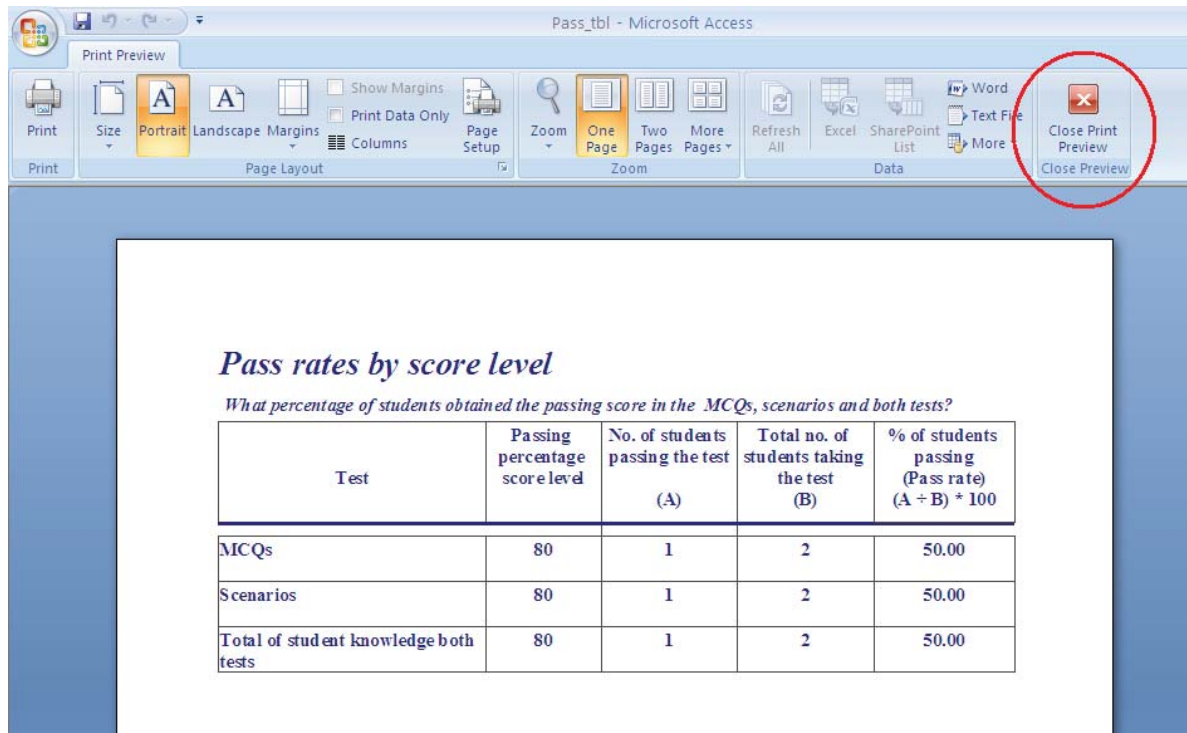 Pass_tbl - Microsoft Access
Print Preview
Print
Size
Portrait
Landscape
Margins
Show Margins
Print Data Only
Columns
Page Setup
Zoom
One Page
Two Pages
More Pages
Refresh All
Excel
SharePoint List
Word
Text File
More
Close Print Preview
Print
Page Layout
Zoom
Data
Close Preview
Pass rates by score level
What percentage of students obtained the passing score in the MCQs, scenarios and both tests?
Test
Passing percentage score level
No. of students passing the test (A)
Total no. of students taking the test (B)
% of students passing (Pass rate) (A ÷ B) * 100
MCQs 80 1 2 50.00
Scenarios 80 1 2 50.00
Total of student knowledge both tests 80 1 2 50.00